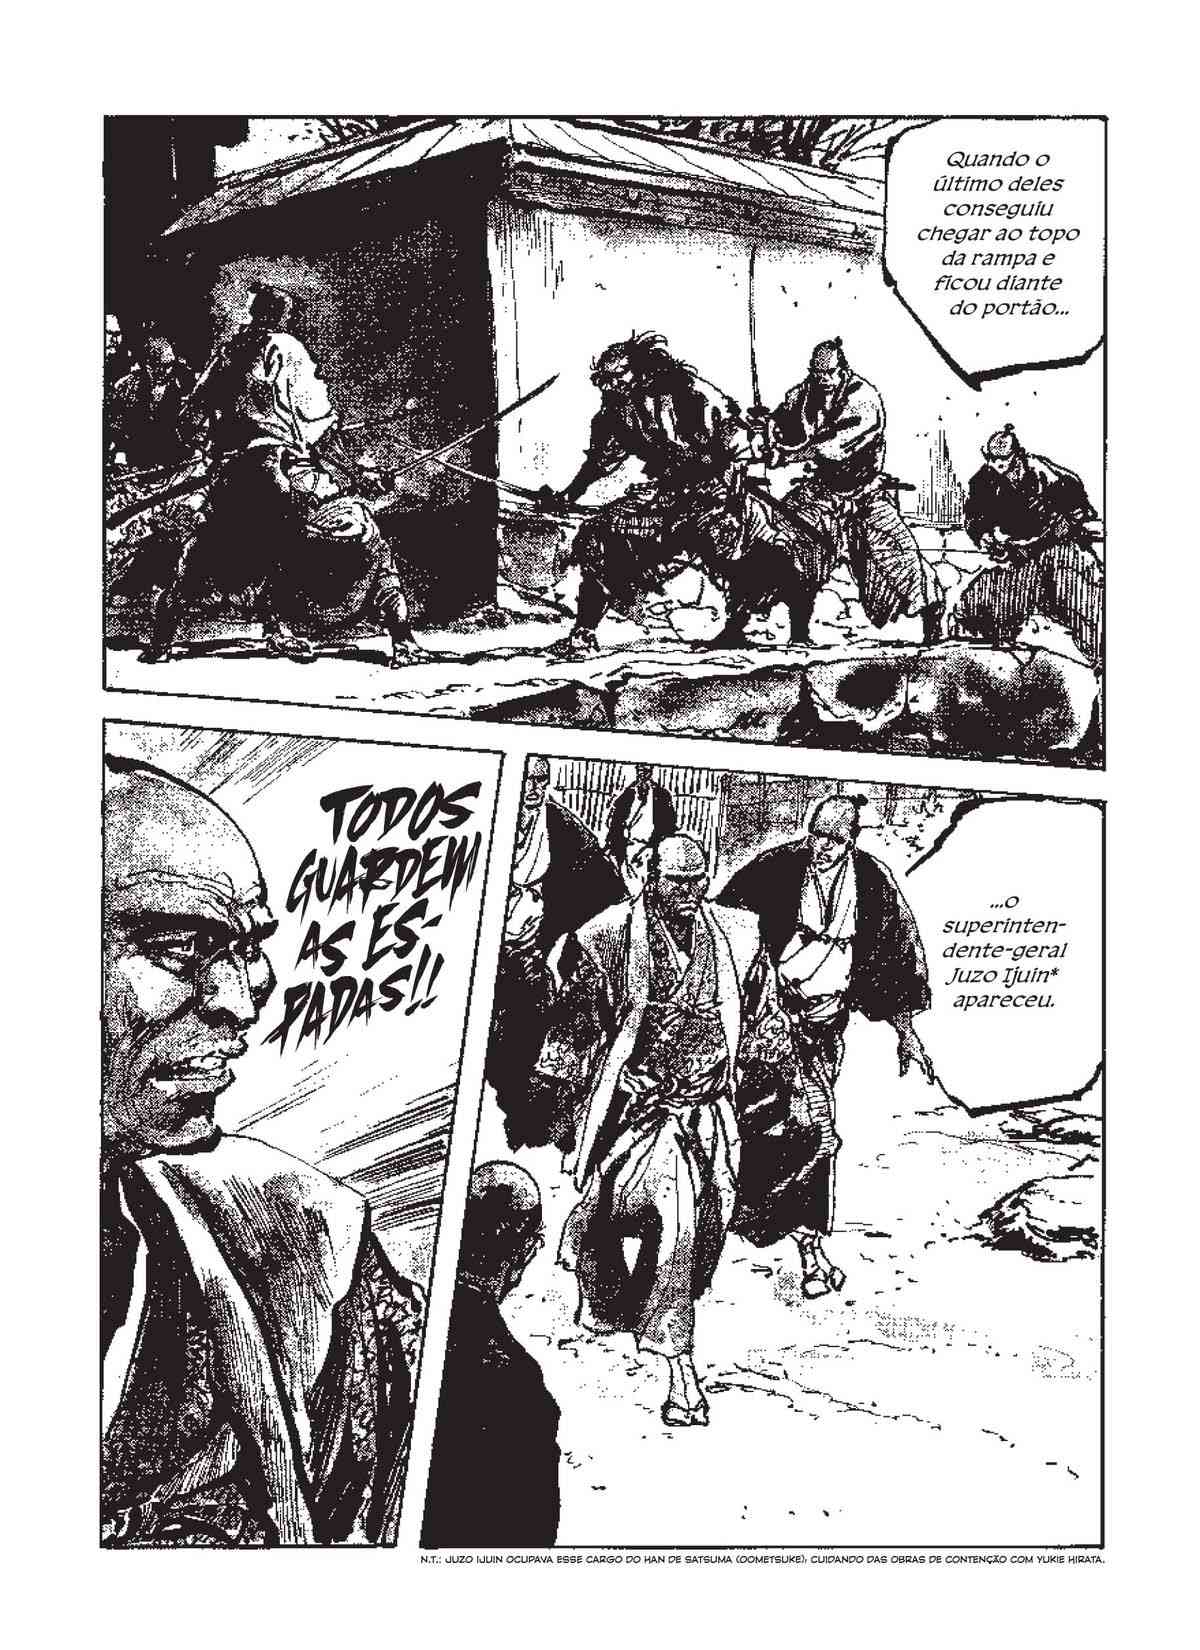 Quando o
último deles
conseguiu
chegar ao topo
da rampa e
ficou diante
do portão...
...o
superinten-
dente-geral
Juzo Ijuin*
apareceu.
TODOS
GUARDEM
AS ES-
PADAS!!
N.T.: JUZO IJUIN OCUPAVA ESSE CARGO DO HAN DE SATSUMA (OOMETSUKE), CUIDANDO DAS OBRAS DE CONTENÇÃO COM YUKIE HIRATA.